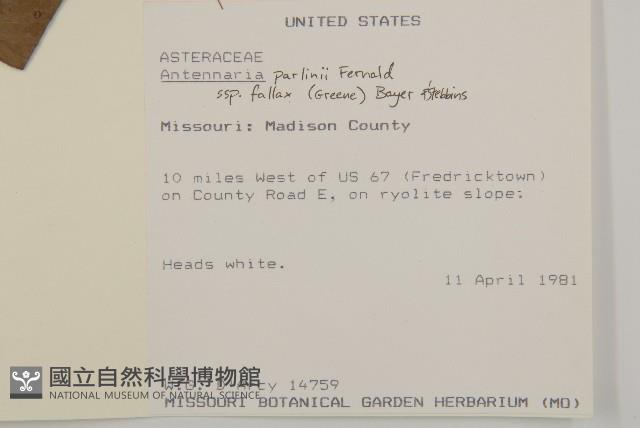 UNITED STATES
ASTERACEAE
Antennaria parlinii Fernald
ssp. fallax (Greene) Bayer & Stebbins
Missouri: Madison County
10 miles West of US 67 (Fredricktown)
on County Road E, on ryolite slope.
Heads white.
11 April 1981
W.G. D'Arcy 14759
MISSOURI BOTANICAL GARDEN HERBARIUM (MO)
國立自然科學博物館
NATIONAL MUSEUM OF NATURAL SCIENCE